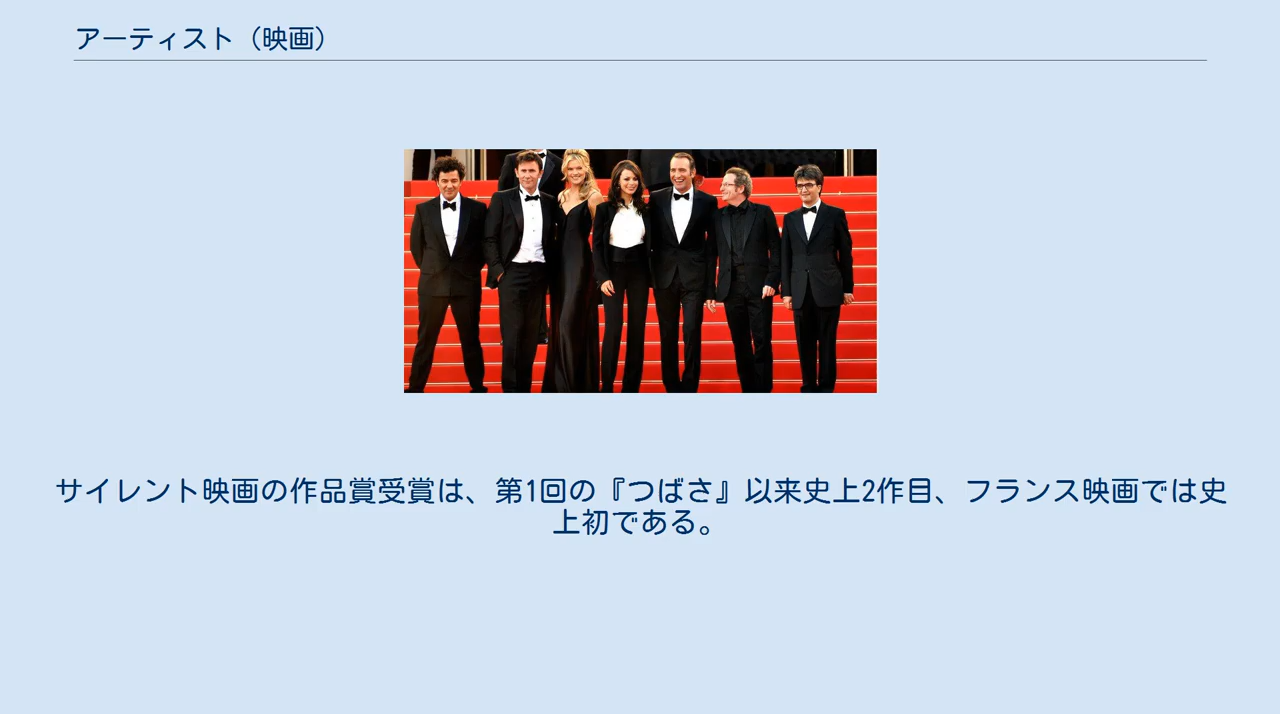 アーティスト（映画）
サイレント映画の作品賞受賞は、第1回の『つばさ』以来史上2作目、フランス映画では史
上初である。